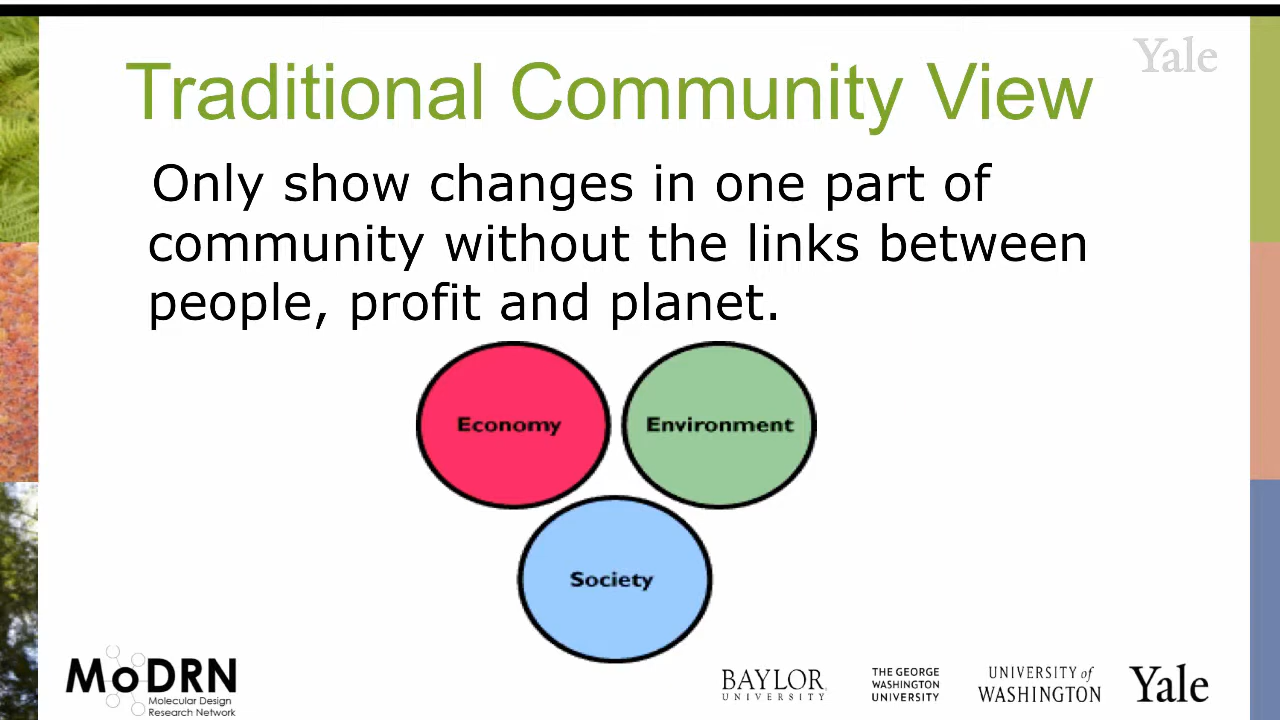 Yale
Traditional Community View
Only show changes in one part of
community without the links between
people, profit and planet.
Economy
Environment
Society
MoDRN
Molecular Design
Research Network
BAYLOR
UNIVERSITY
THE GEORGE
WASHINGTON
UNIVERSITY
UNIVERSITY of
WASHINGTON
Yale